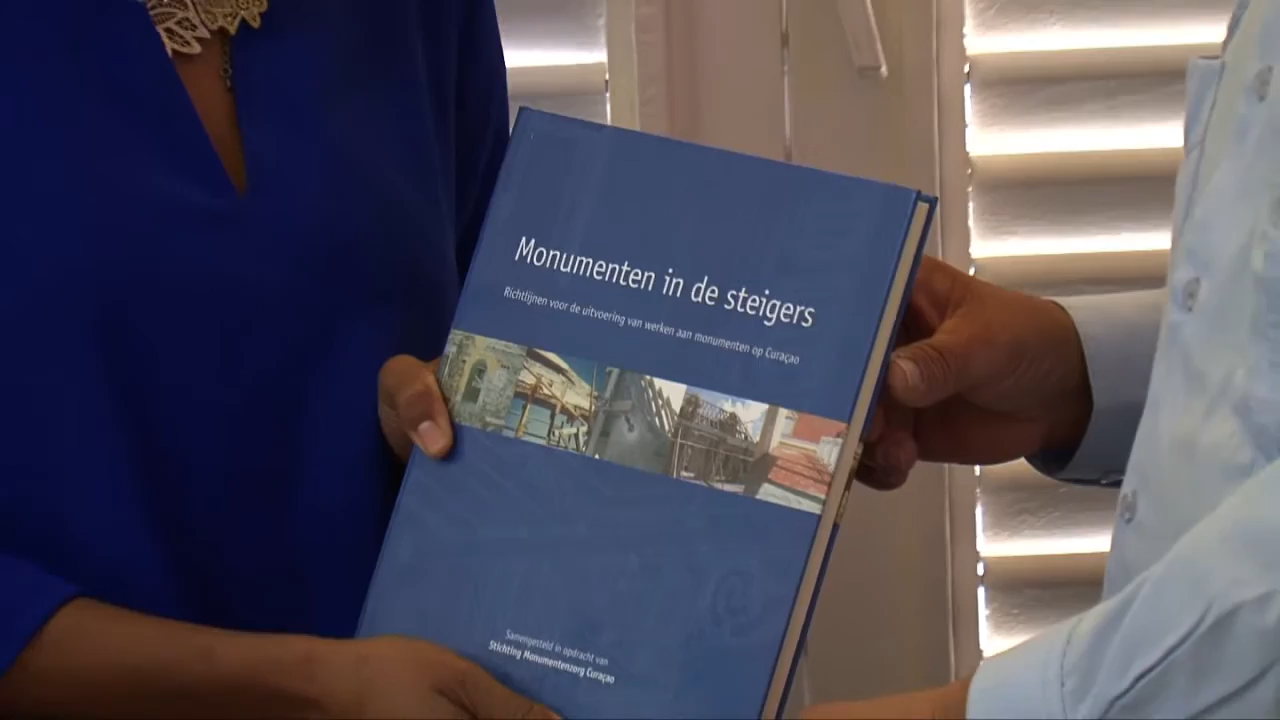 Monumenten in de steigers
Richtlijnen voor de uitvoering van werken aan monumenten op Curaçao
Samengesteld in opdracht van
Stichting Monumentenzorg Curaçao